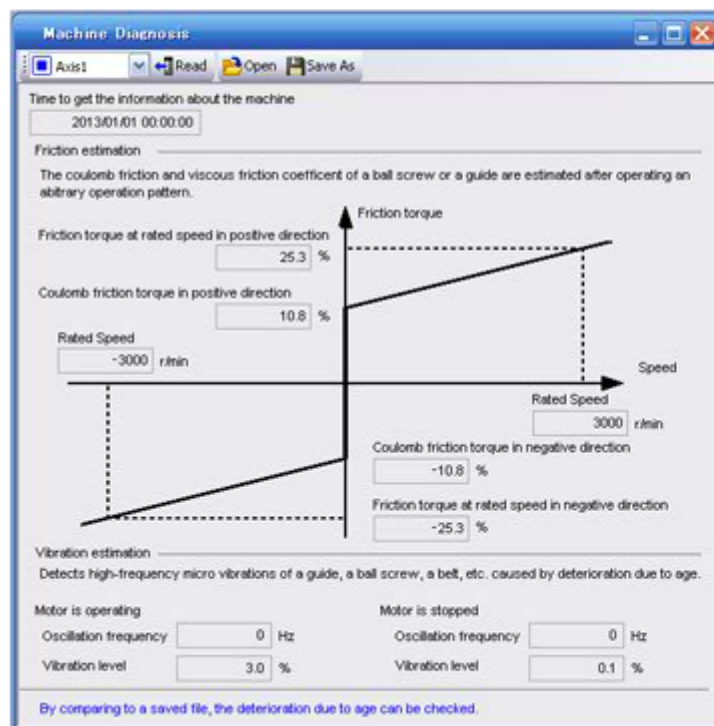 Machine Diagnosis
Axis1 Read Open Save As
Time to get the information about the machine
2013/01/01 00:00:00
Friction estimation
The coulomb friction and viscous friction coefficent of a ball screw or a guide are estimated after operating an
abitrary operation pattern.
Friction torque
Friction torque at rated speed in positive direction
25.3 %
Coulomb friction torque in positive direction
10.8 %
Rated Speed
-3000 r/min
Speed
Rated Speed
3000 r/min
Coulomb friction torque in negative direction
-10.8 %
Friction torque at rated speed in negative direction
-25.3 %
Vibration estimation
Detects high-frequency micro vibrations of a guide, a ball screw, a belt, etc. caused by deterioration due to age.
Motor is operating
Oscillation frequency 0 Hz
Vibration level 3.0 %
Motor is stopped
Oscillation frequency 0 Hz
Vibration level 0.1 %
By comparing to a saved file, the deterioration due to age can be checked.